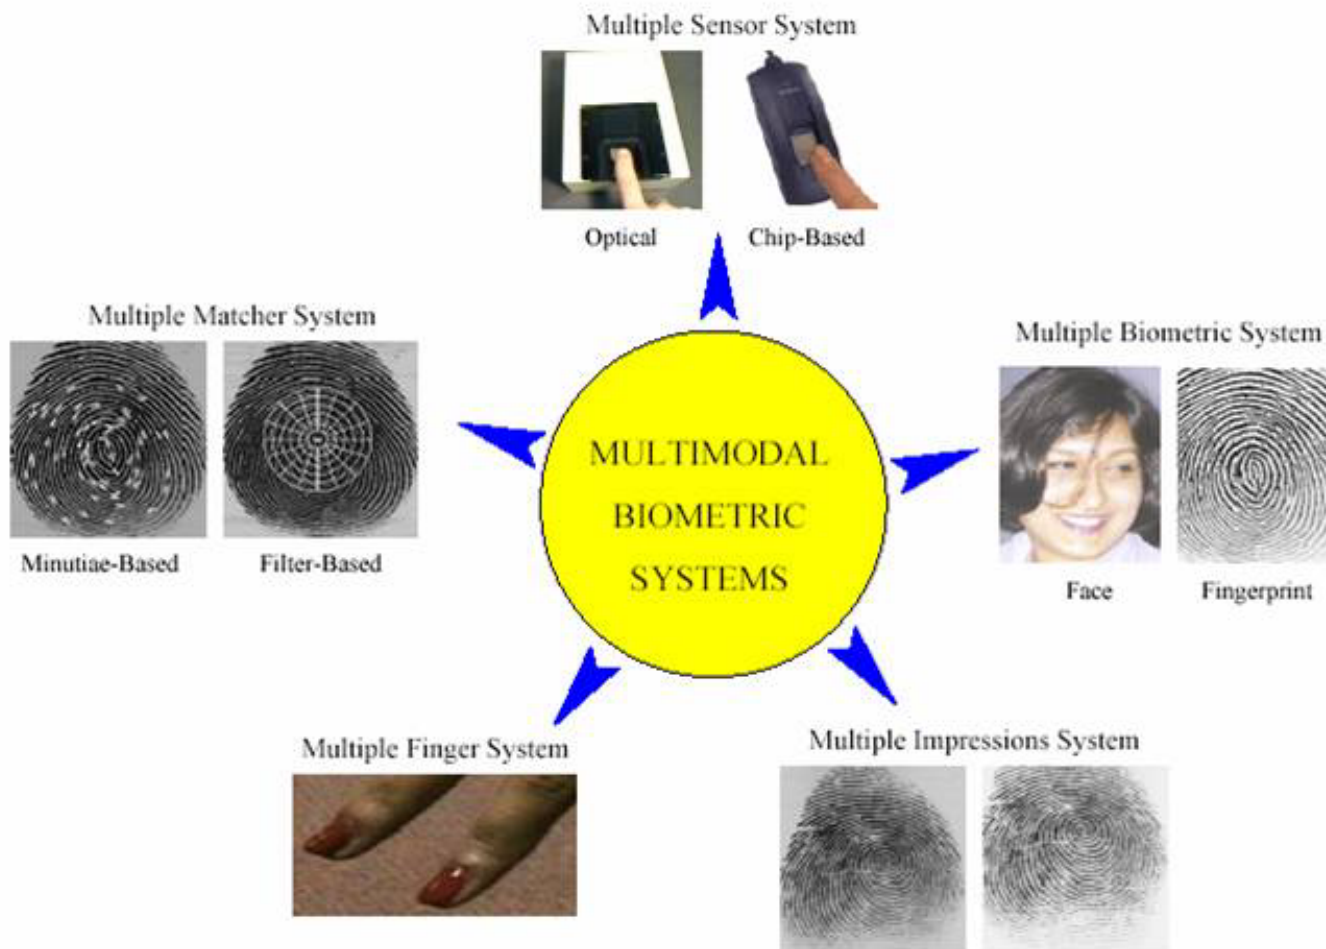 Multiple Sensor System
Optical
Chip-Based
Multiple Matcher System
Minutiae-Based
Filter-Based
Multiple Biometric System
Face
Fingerprint
MULTIMODAL
BIOMETRIC
SYSTEMS
Multiple Finger System
Multiple Impressions System